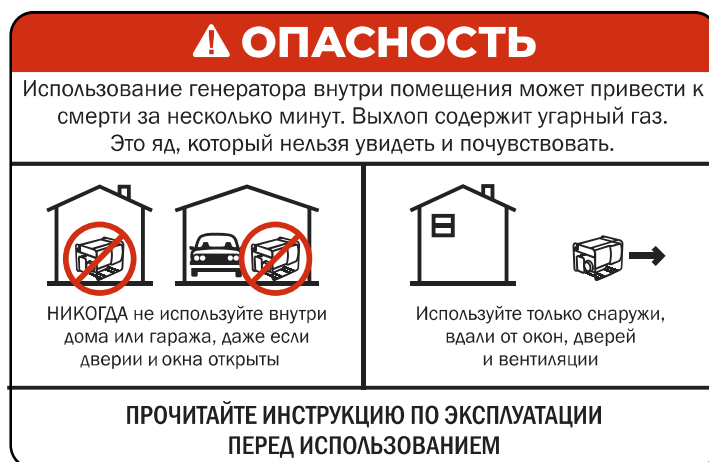 ОПАСНОСТЬ
Использование генератора внутри помещения может привести к
смерти за несколько минут. Выхлоп содержит угарный газ.
Это яд, который нельзя увидеть и почувствовать.
НИКОГДА не используйте внутри
дома или гаража, даже если
дверии и окна открыты
Используйте только снаружи,
вдали от окон, дверей
и вентиляции
ПРОЧИТАЙТЕ ИНСТРУКЦИЮ ПО ЭКСПЛУАТАЦИИ
ПЕРЕД ИСПОЛЬЗОВАНИЕМ